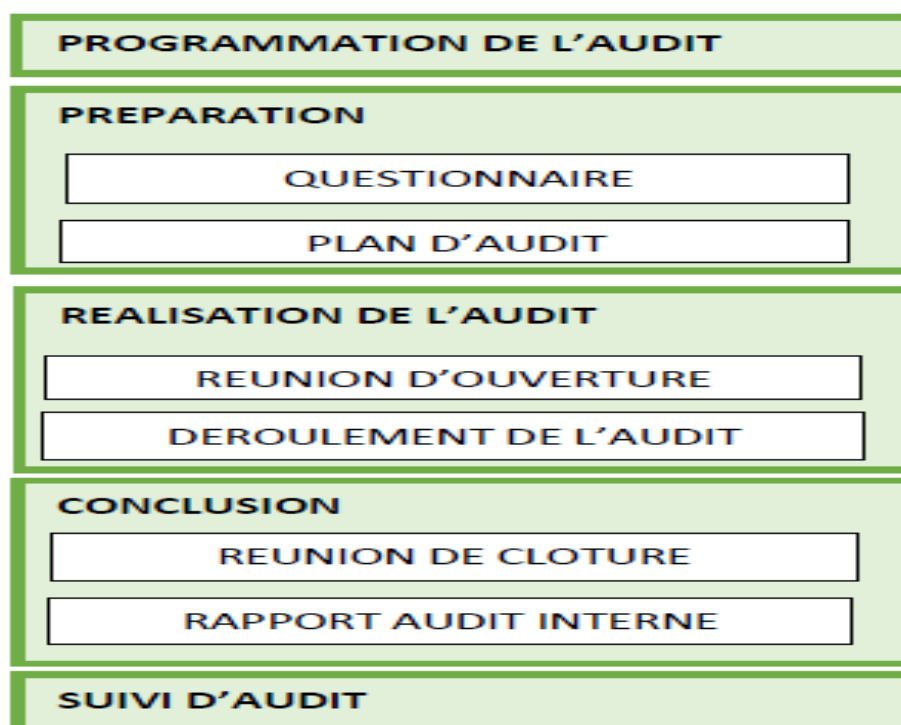 PROGRAMMATION DE L’AUDIT
PREPARATION
QUESTIONNAIRE
PLAN D’AUDIT
REALISATION DE L’AUDIT
REUNION D’OUVERTURE
DEROULEMENT DE L’AUDIT
CONCLUSION
REUNION DE CLOTURE
RAPPORT AUDIT INTERNE
SUIVI D’AUDIT